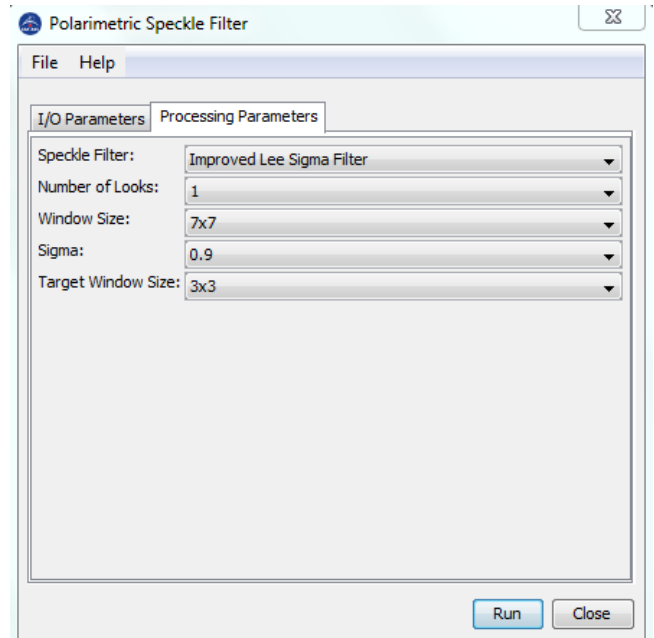 Polarimetric Speckle Filter
File Help
I/O Parameters Processing Parameters
Speckle Filter: Improved Lee Sigma Filter
Number of Looks: 1
Window Size: 7x7
Sigma: 0.9
Target Window Size: 3x3
Run Close